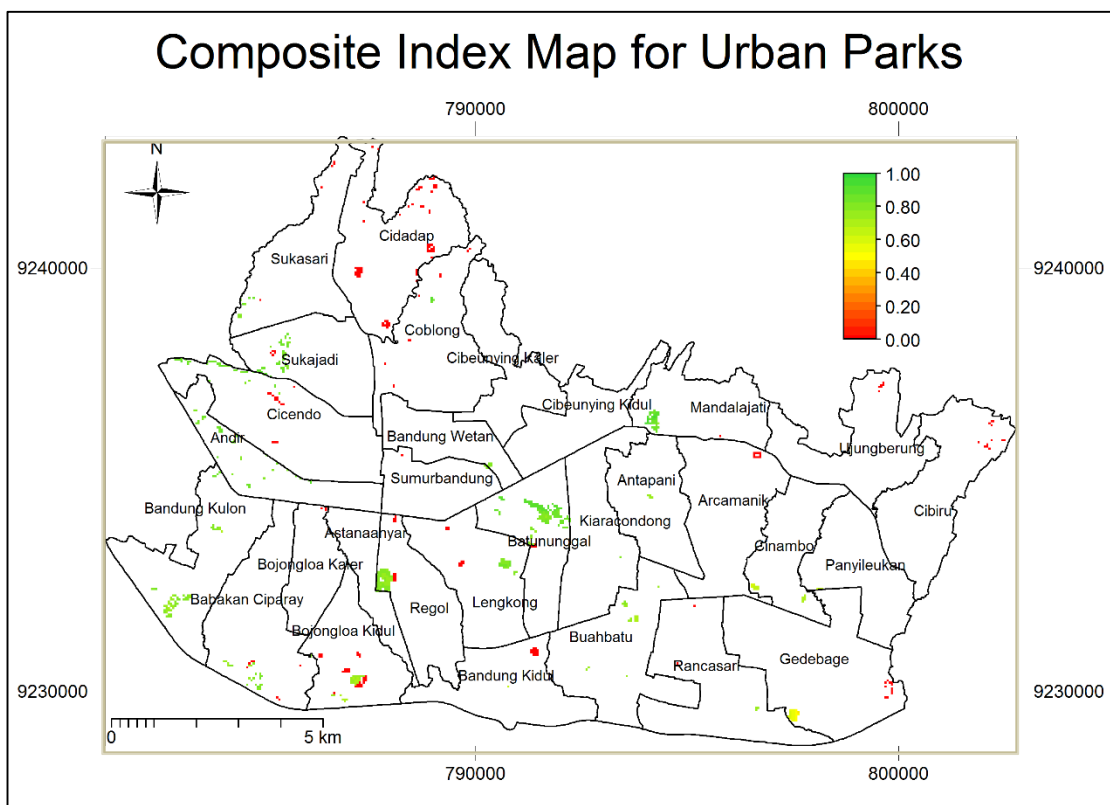 Composite Index Map for Urban Parks
790000
800000
N
1.00
0.80
0.60
0.40
0.20
0.00
9240000
9240000
Cidadap
Sukasari
Coblong
Cibeunying Kaler
Sukajadi
Cibeunying Kidul
Mandalajati
Cicendo
Andir
Bandung Wetan
Ujungberung
Sumurbandung
Antapani
Arcamanik
Bandung Kulon
Cibiru
Kiaracondong
Astanaanyar
Batununggal
Cinambo
Bojongloa Kaler
Panyileukan
Babakan Ciparay
Lengkong
Regol
Bojongloa Kidul
Buahbatu
Gedebage
Rancasari
Bandung Kidul
9230000
9230000
0
5 km
790000
800000